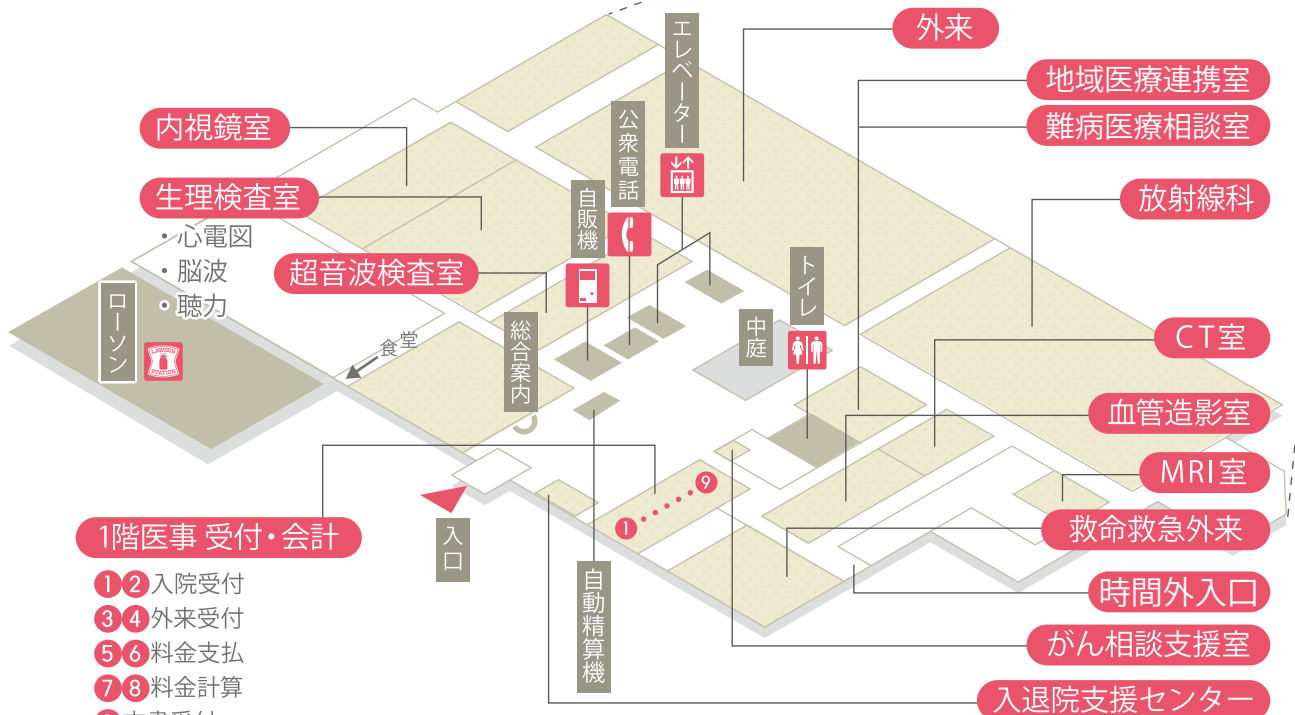 外来
エレベーター
地域医療連携室
難病医療相談室
内視鏡室
公衆電話
生理検査室
・心電図
・脳波
・聴力
自販機
放射線科
超音波検査室
トイレ
ローソン
LAWSON
STATION
食堂
総合案内
中庭
CT室
血管造影室
MRI室
1 9
入口
1階医事 受付・会計
救命救急外来
①②入院受付
③④外来受付
⑤⑥料金支払
⑦⑧料金計算
自動精算機
時間外入口
がん相談支援室
入退院支援センター